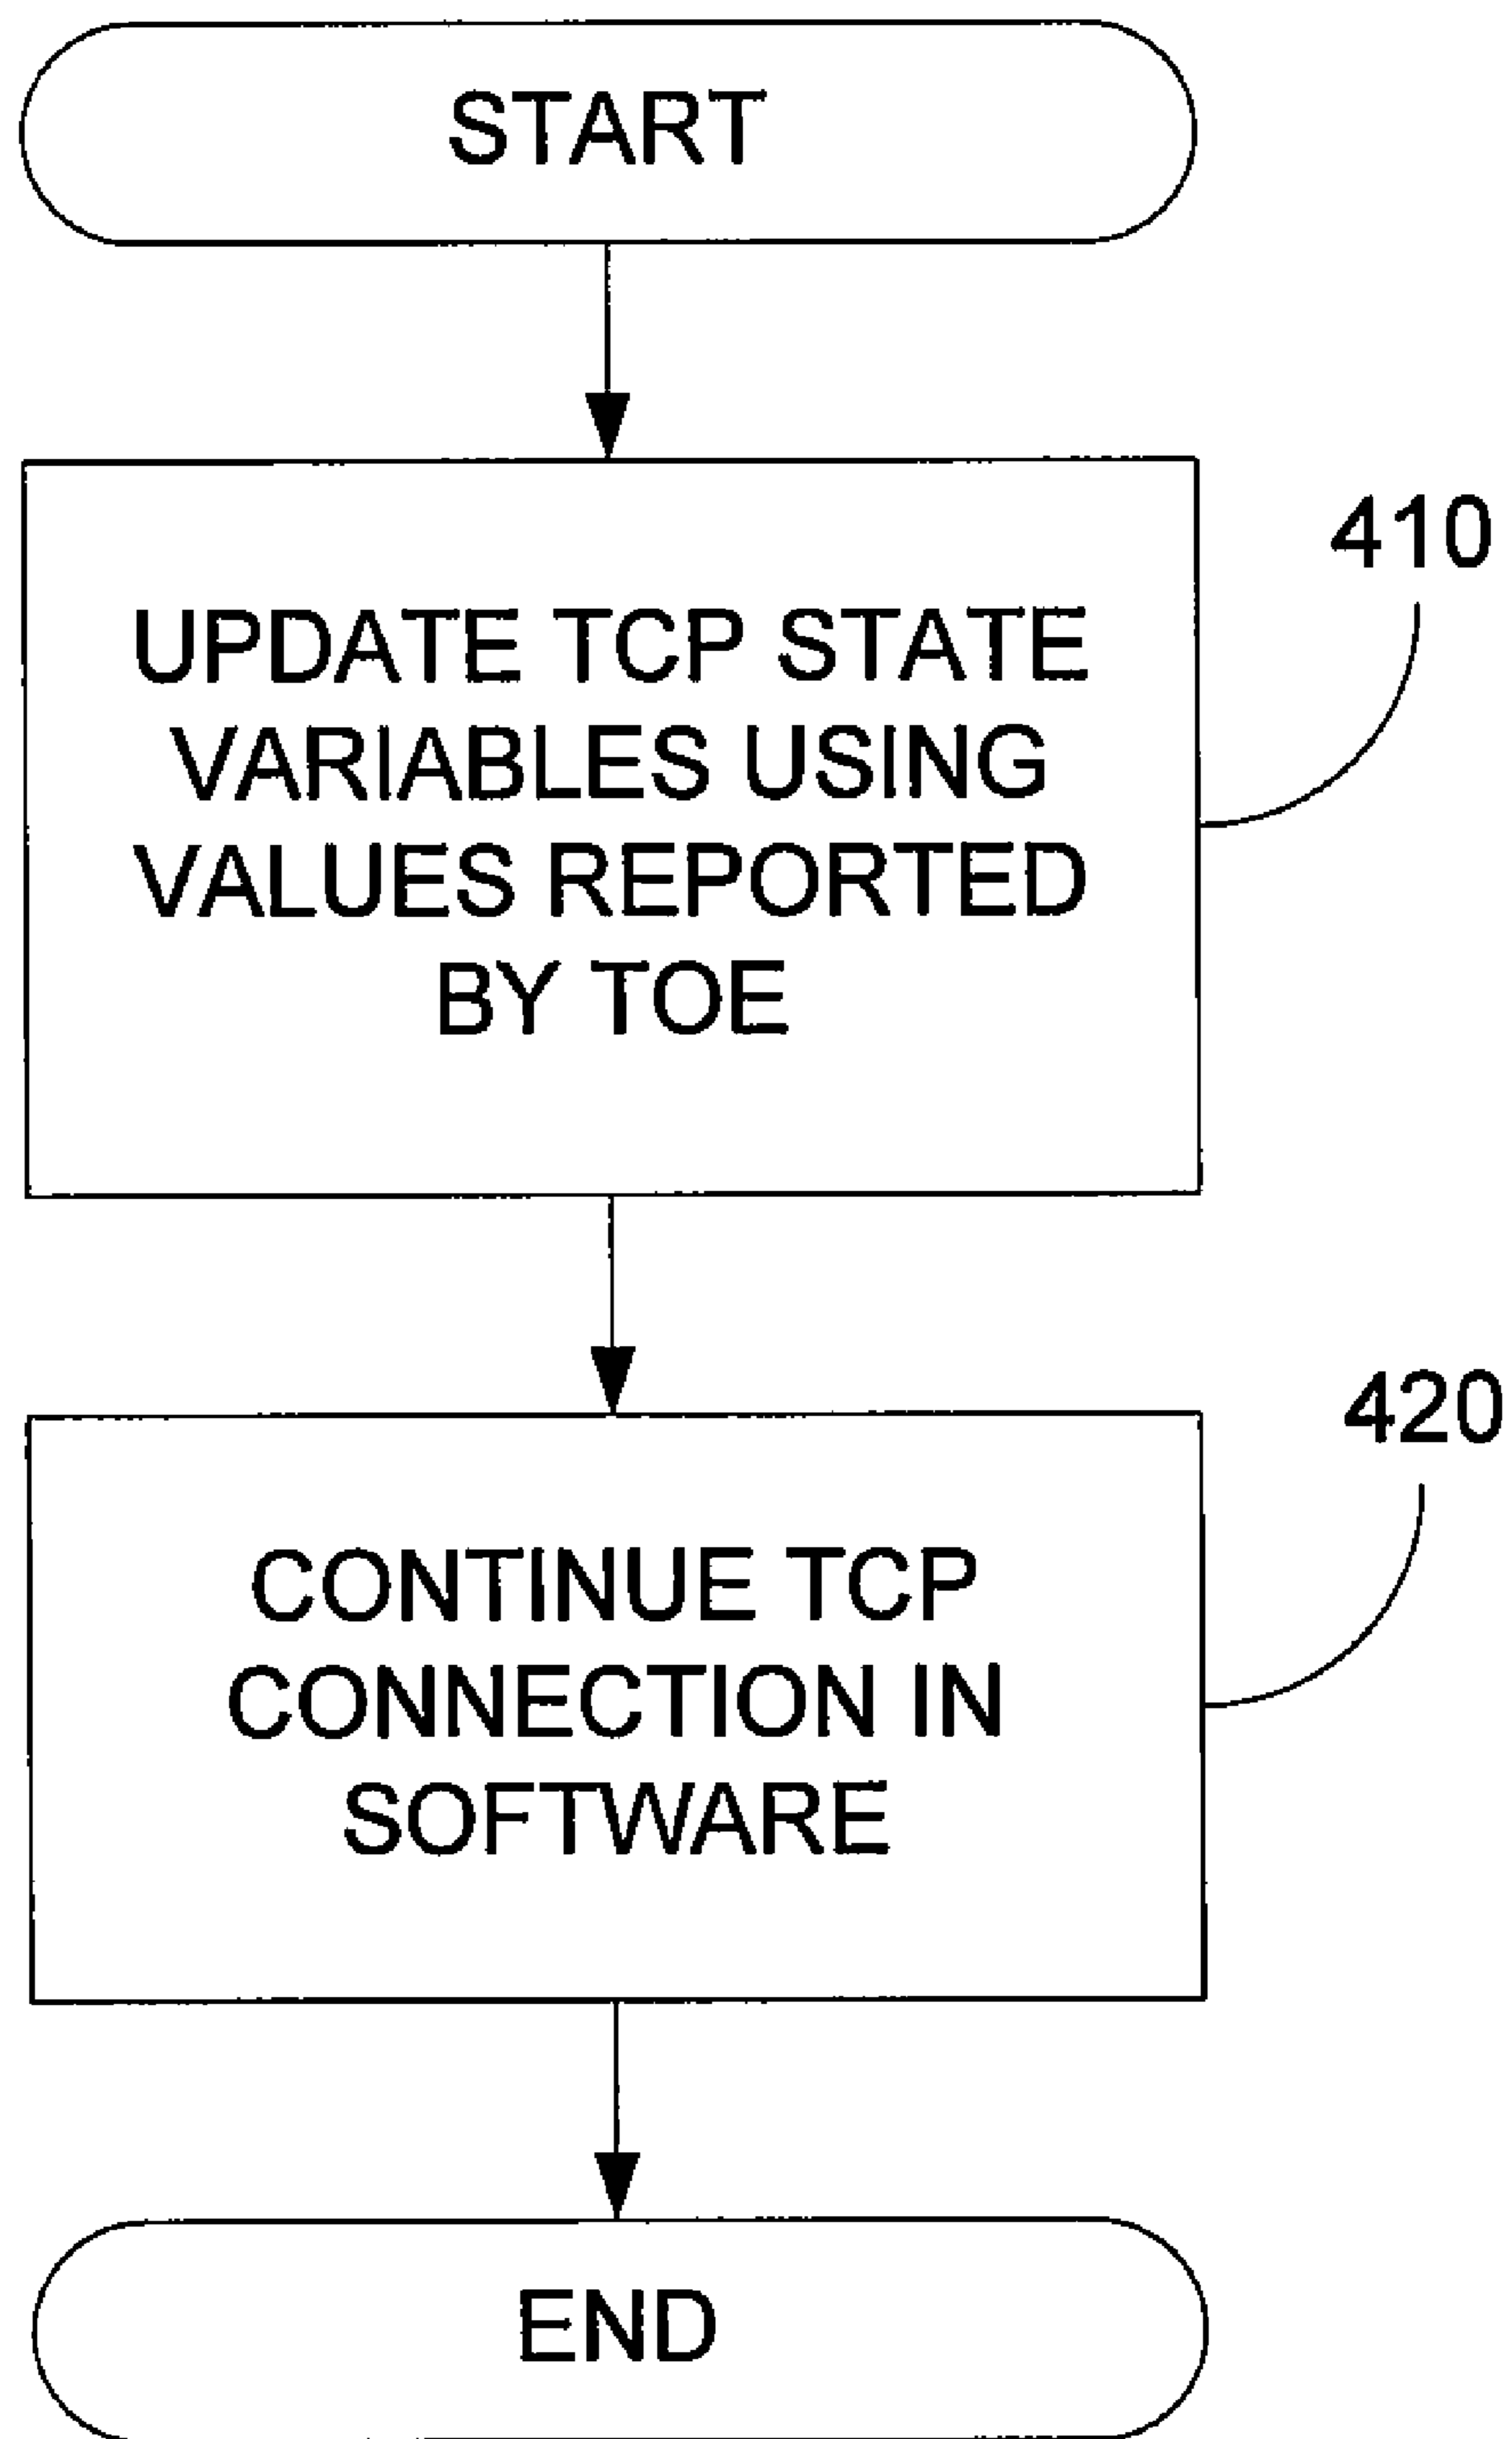 START
410
UPDATE TCP STATE
VARIABLES USING
VALUES REPORTED
BY TOE
420
CONTINUE TCP
CONNECTION IN
SOFTWARE
END